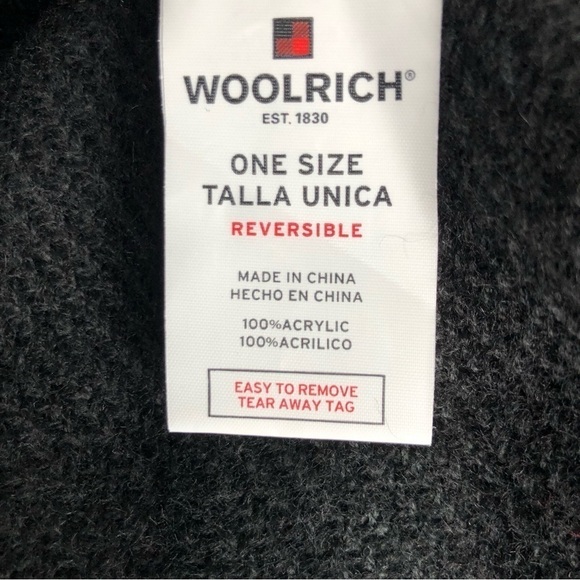 WOOLRICH®
EST. 1830
ONE SIZE
TALLA UNICA
REVERSIBLE
MADE IN CHINA
HECHO EN CHINA
100%ACRYLIC
100%ACRILICO
EASY TO REMOVE
TEAR AWAY TAG